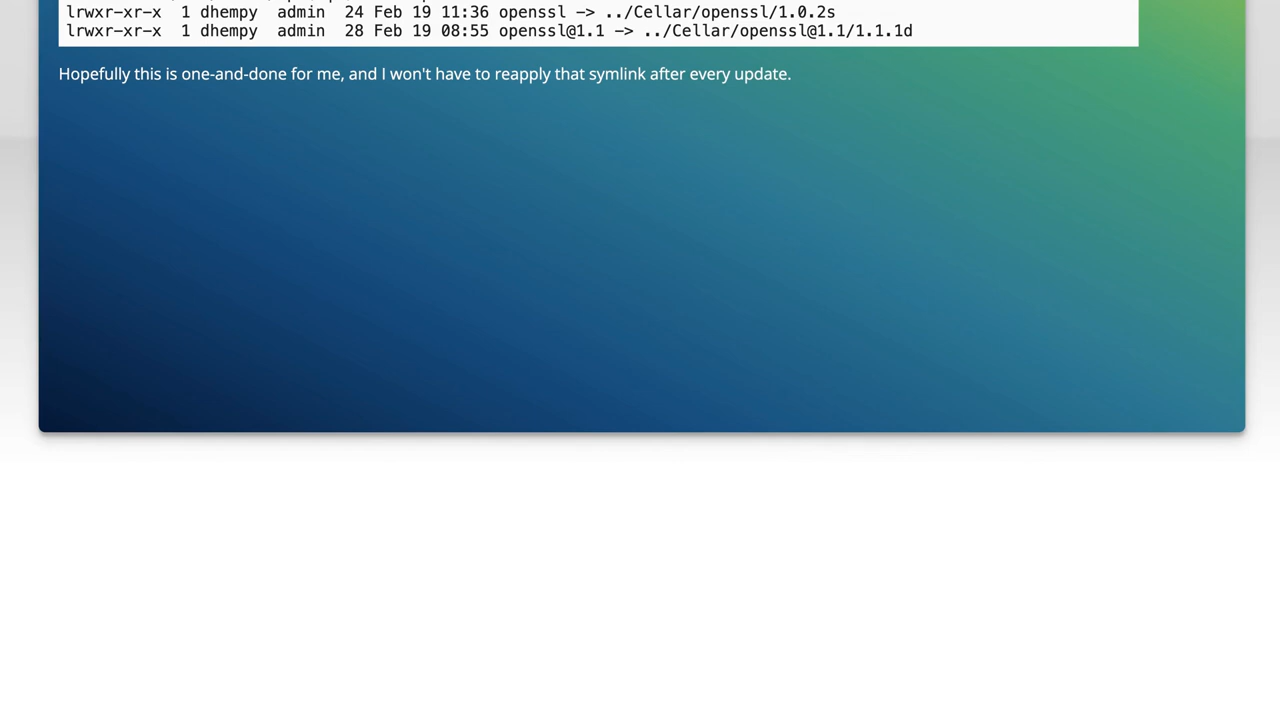 lrwxr-xr-x  1 dhempy  admin  24 Feb 19 11:36 openssl -> ../Cellar/openssl/1.0.2s
lrwxr-xr-x  1 dhempy  admin  28 Feb 19 08:55 openssl@1.1 -> ../Cellar/openssl@1.1/1.1.1d
Hopefully this is one-and-done for me, and I won't have to reapply that symlink after every update.